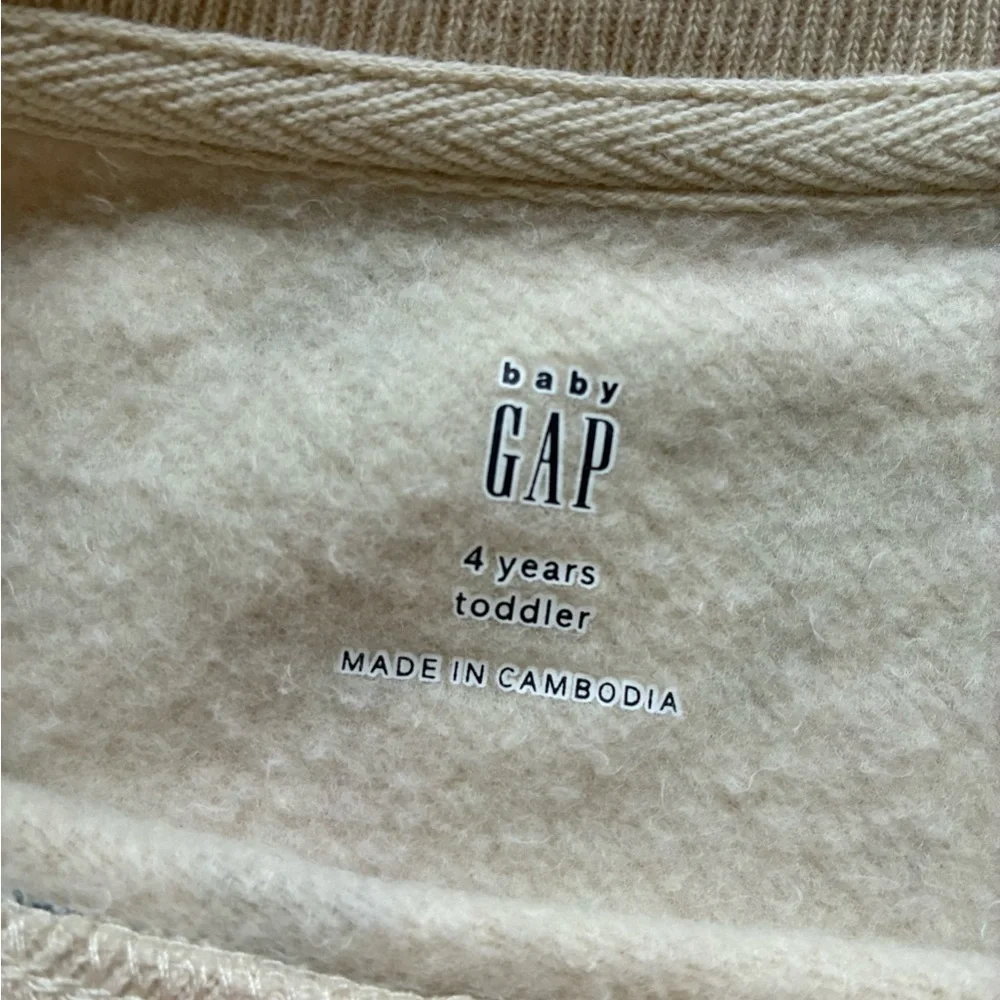 baby
GAP
4 years
toddler
MADE IN CAMBODIA